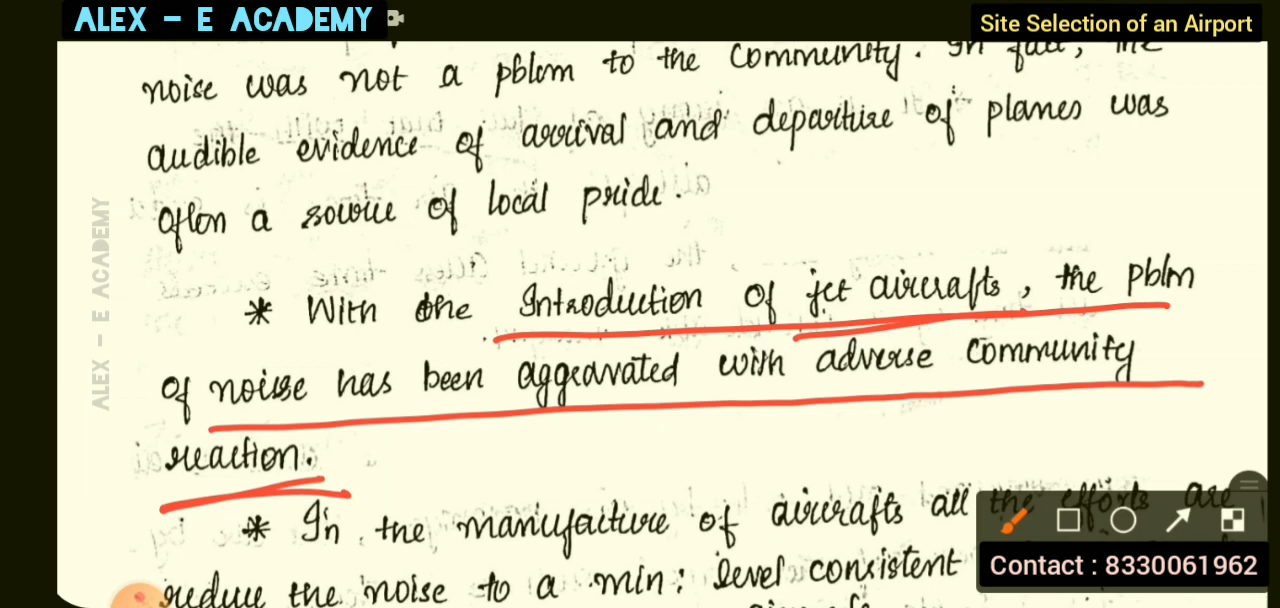 ALEX - E ACADEMY
Site Selection of an Airport
noise was not a pblm to the Community. In fact, the
audible evidence of arrival and departure of planes was
often a source of local pride.
ALEX - E ACADEMY
* With the Introduction of jet aircrafts, the pblm
of noise has been aggravated with adverse community
reaction.
* In the manufacture of aircrafts all the efforts are
reduce the noise to a min: level consistent
Contact : 8330061962